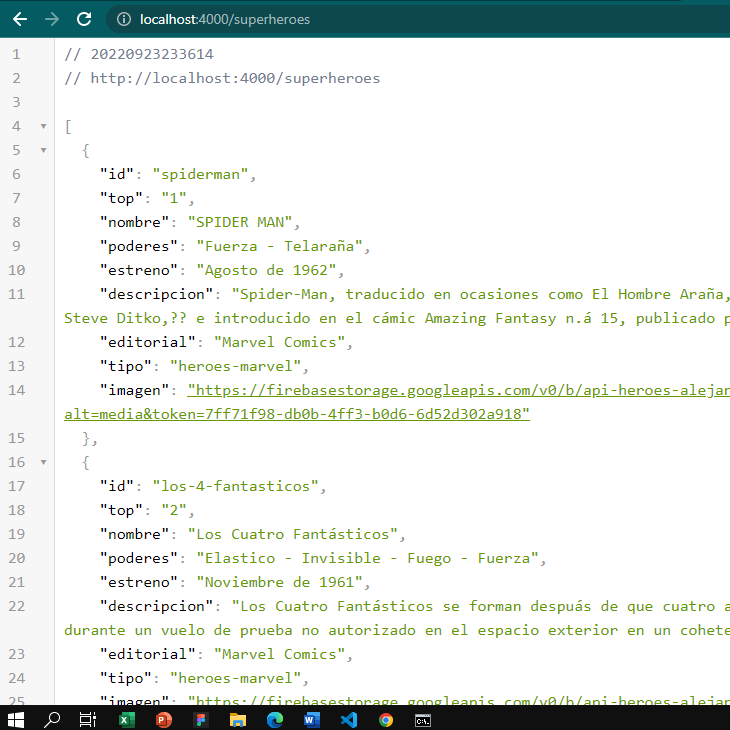 localhost:4000/superheroes
1 // 20220923233614
2 // http://localhost:4000/superheroes
3
4 [
5 {
6 "id": "spiderman",
7 "top": "1",
8 "nombre": "SPIDER MAN",
9 "poderes": "Fuerza - Telaraña",
10 "estreno": "Agosto de 1962",
11 "descripcion": "Spider-Man, traducido en ocasiones como El Hombre Araña,
Steve Ditko,?? e introducido en el cámic Amazing Fantasy n.á 15, publicado p
12 "editorial": "Marvel Comics",
13 "tipo": "heroes-marvel",
14 "imagen": "https://firebasestorage.googleapis.com/v0/b/api-heroes-alejan
alt=media&token=7ff71f98-db0b-4ff3-b0d6-6d52d302a918"
15 },
16 {
17 "id": "los-4-fantasticos",
18 "top": "2",
19 "nombre": "Los Cuatro Fantásticos",
20 "poderes": "Elastico - Invisible - Fuego - Fuerza",
21 "estreno": "Noviembre de 1961",
22 "descripcion": "Los Cuatro Fantásticos se forman despuás de que cuatro a
durante un vuelo de prueba no autorizado en el espacio exterior en un cohete
23 "editorial": "Marvel Comics",
24 "tipo": "heroes-marvel",
25 "imagen": "https://firebasestorage.googleapis.com/v0/b/api-heroes-alejan